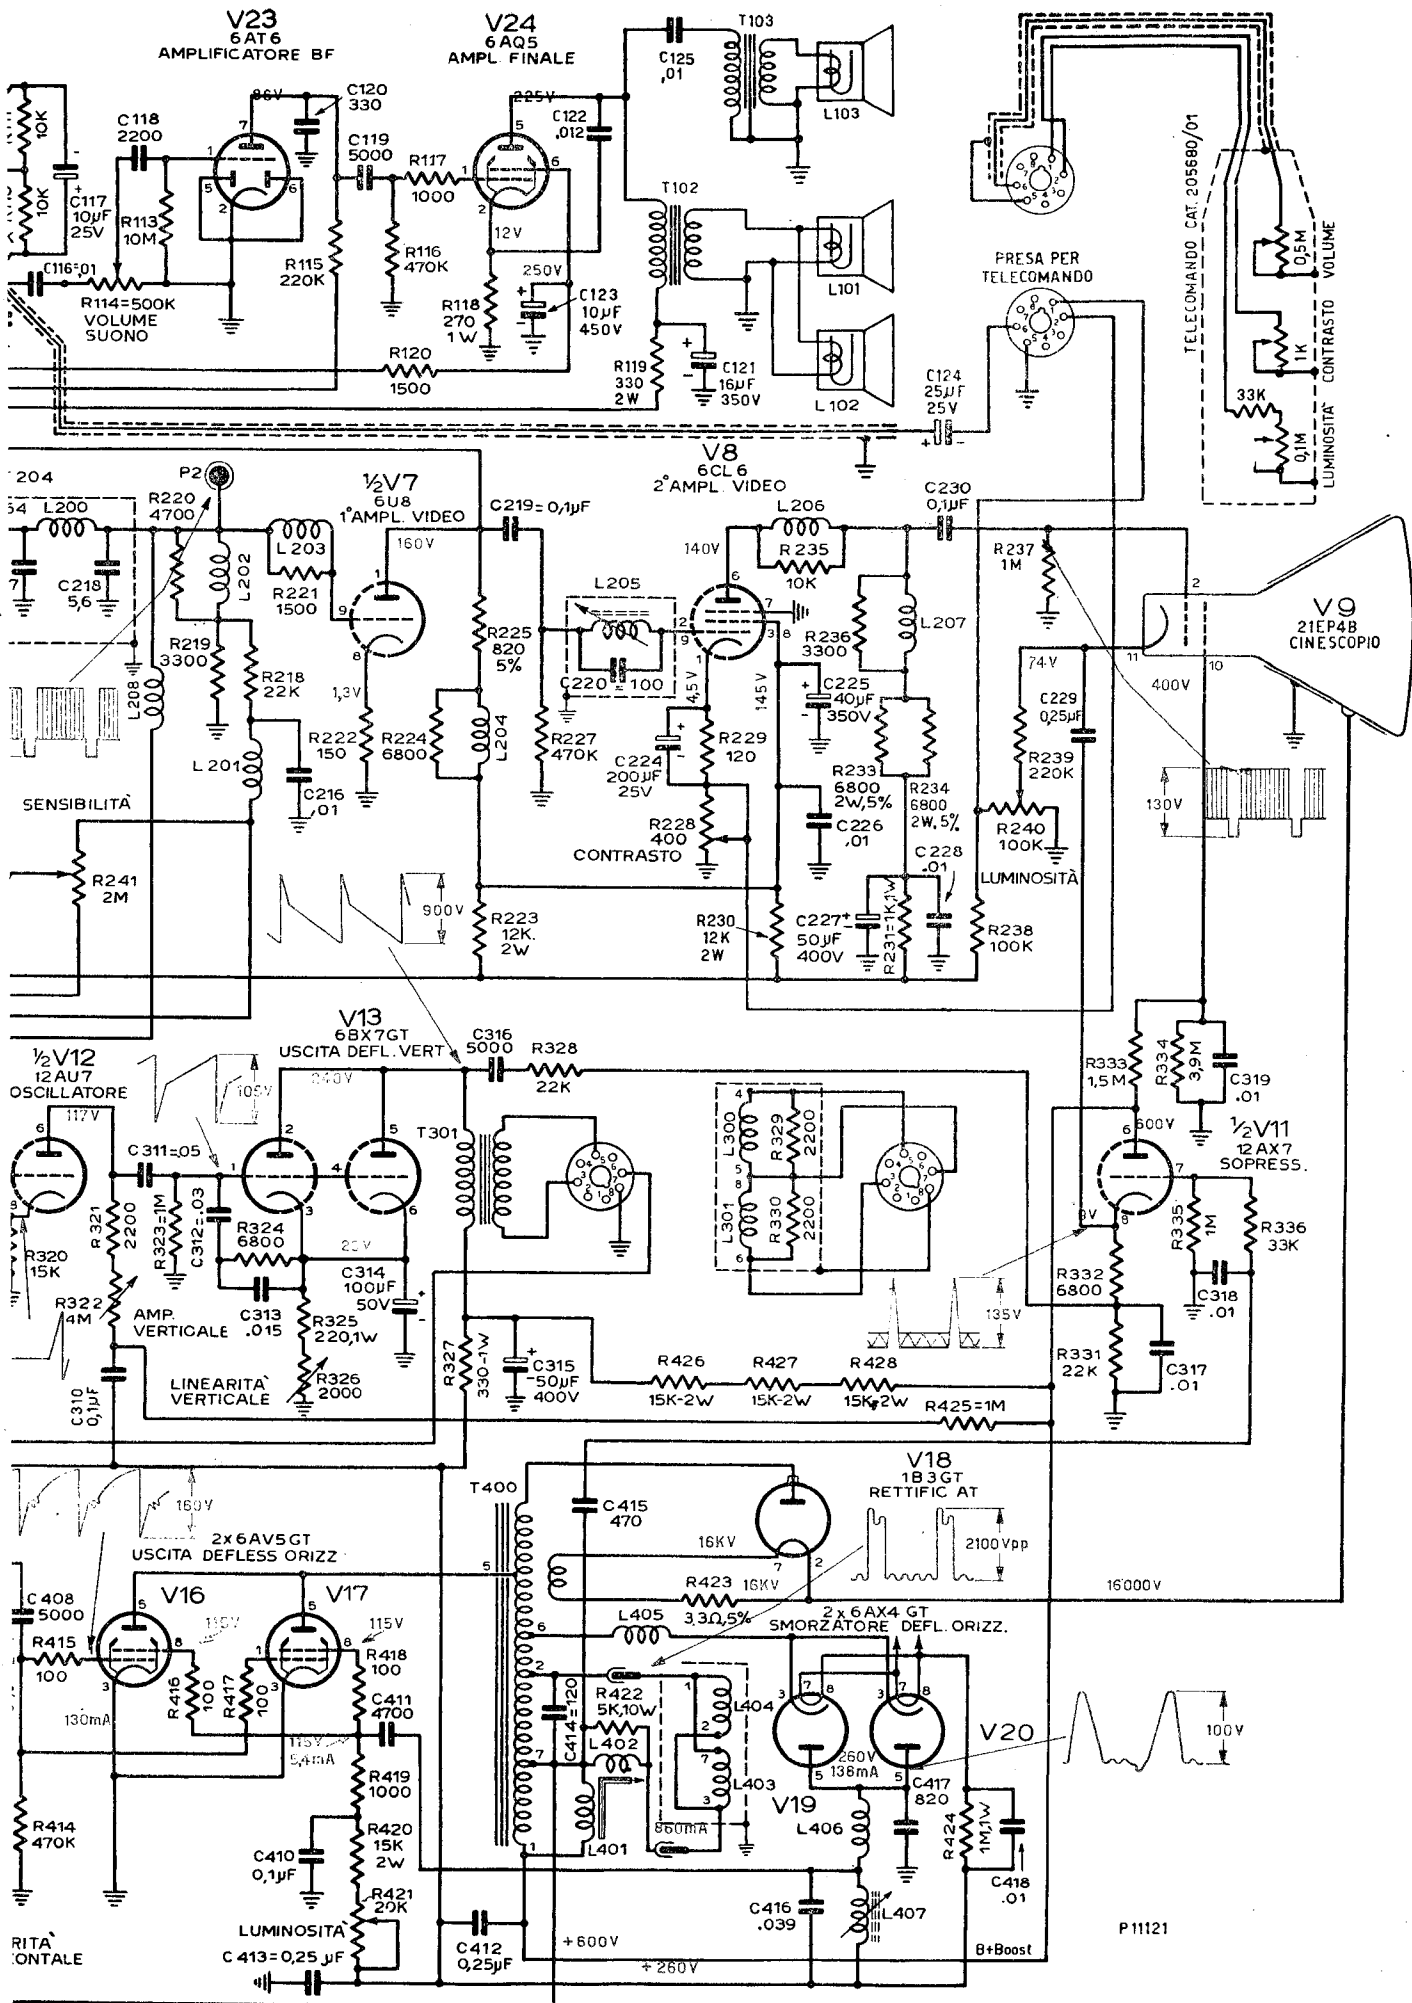 V23
6AT6
AMPLIFICATORE BF
V24
6AQ5
AMPL. FINALE
T103
C125
,01
L103
86V
C120
330
225V
C122
.012
C118
2200
C119
5000
R117
1000
10K
10K
C117
10µF
25V
R113
10M
12V
T102
R115
220K
R116
470K
250V
C116=,01
R114=500K
VOLUME
SUONO
R118
270
1W
C123
10µF
450V
L101
R120
1500
R119
330
2W
C121
16µF
350V
L102
PRESA PER
TELECOMANDO
C124
25µF
25V
TELECOMANDO CAT. 205680/01
0,5M
VOLUME
1K
CONTRASTO
33K
0,1M
LUMINOSITÀ
204
L200
C218
5,6
P2
R220
4700
L202
L203
R221
1500
½V7
6U8
1°AMPL. VIDEO
160V
C219=0,1µF
V8
6CL6
2°AMPL. VIDEO
140V
L206
R235
10K
C230
0,1µF
R237
1M
V9
21EP4B
CINESCOPIO
L205
C220=100
R225
820
5%
R219
3300
R218
22K
L208
L201
C216
.01
1,3V
R222
150
R224
6800
L204
R227
470K
4,5V
145V
C225
40µF
350V
R236
3300
L207
C224
200µF
25V
R229
120
R228
400
CONTRASTO
C226
.01
R233
6800
2W,5%
R234
6800
2W,5%
74V
400V
C229
0,25µF
R239
220K
R240
100K
LUMINOSITÀ
130V
SENSIBILITÀ
R241
2M
900V
R223
12K
2W
R230
12K
2W
C227
50µF
400V
R231=1K,1W
C228
.01
R238
100K
½V12
12AU7
OSCILLATORE
117V
105V
V13
6BX7GT
USCITA DEFL.VERT
240V
C316
5000
R328
22K
T301
C311=.05
R321
2200
R323=1M
C312=.03
R324
6800
R320
15K
R322
4M
AMP.
VERTICALE
C313
.015
R325
220,1W
C314
100µF
50V
LINEARITÀ
VERTICALE
R326
2000
C310
0,1µF
R327
330-1W
C315
50µF
400V
L300
R329
2200
L301
R330
2200
R333
1,5M
R334
3,9M
C319
.01
600V
½V11
12AX7
SOPRESS.
R335
1M
R336
33K
C318
.01
R332
6800
135V
R331
22K
C317
.01
R426
15K-2W
R427
15K-2W
R428
15K-2W
R425=1M
160V
2x6AV5GT
USCITA DEFLESS ORIZZ
V16
V17
C408
5000
R415
100
115V
R416
100
R417
100
115V
R418
100
C411
4700
130mA
115V
5,4mA
R419
1000
R414
470K
C410
0,1µF
R420
15K
2W
R421
20K
LUMINOSITÀ
C413=0,25µF
RITÀ
ONTALE
T400
C415
470
V18
1B3GT
RETTIFICAT
16KV
16KV
R423
3,3Ω,5%
2100Vpp
16000V
L405
2x6AX4GT
SMORZATORE DEFL.ORIZZ.
C414=120
R422
5K,10W
L402
L404
L403
860mA
L401
260V
138mA
V19
V20
100V
C417
820
L406
R424
1M,1W
C418
.01
C416
.039
L407
C412
0,25µF
+600V
+260V
B+Boost
P11121